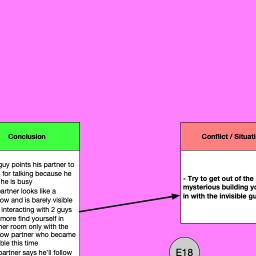 Conclusion
guy points his partner to
for talking because he
he is busy
partner looks like a
ow and is barely visible
interacting with 2 guys
more find yourself in
her room only with the
ow partner who became
ble this time
partner says he'll follow
Conflict / Situati
- Try to get out of the
mysterious building yo
in with the invisible gu
E18